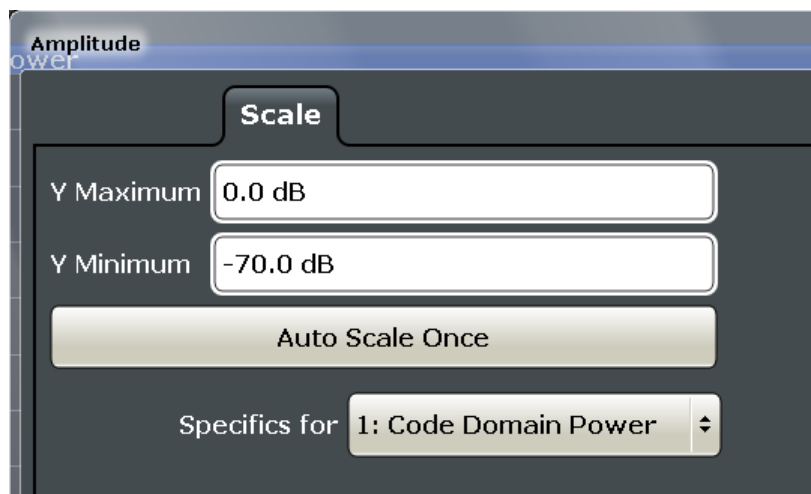 Amplitude
ower
Scale
Y Maximum 0.0 dB
Y Minimum -70.0 dB
Auto Scale Once
Specifics for 1: Code Domain Power